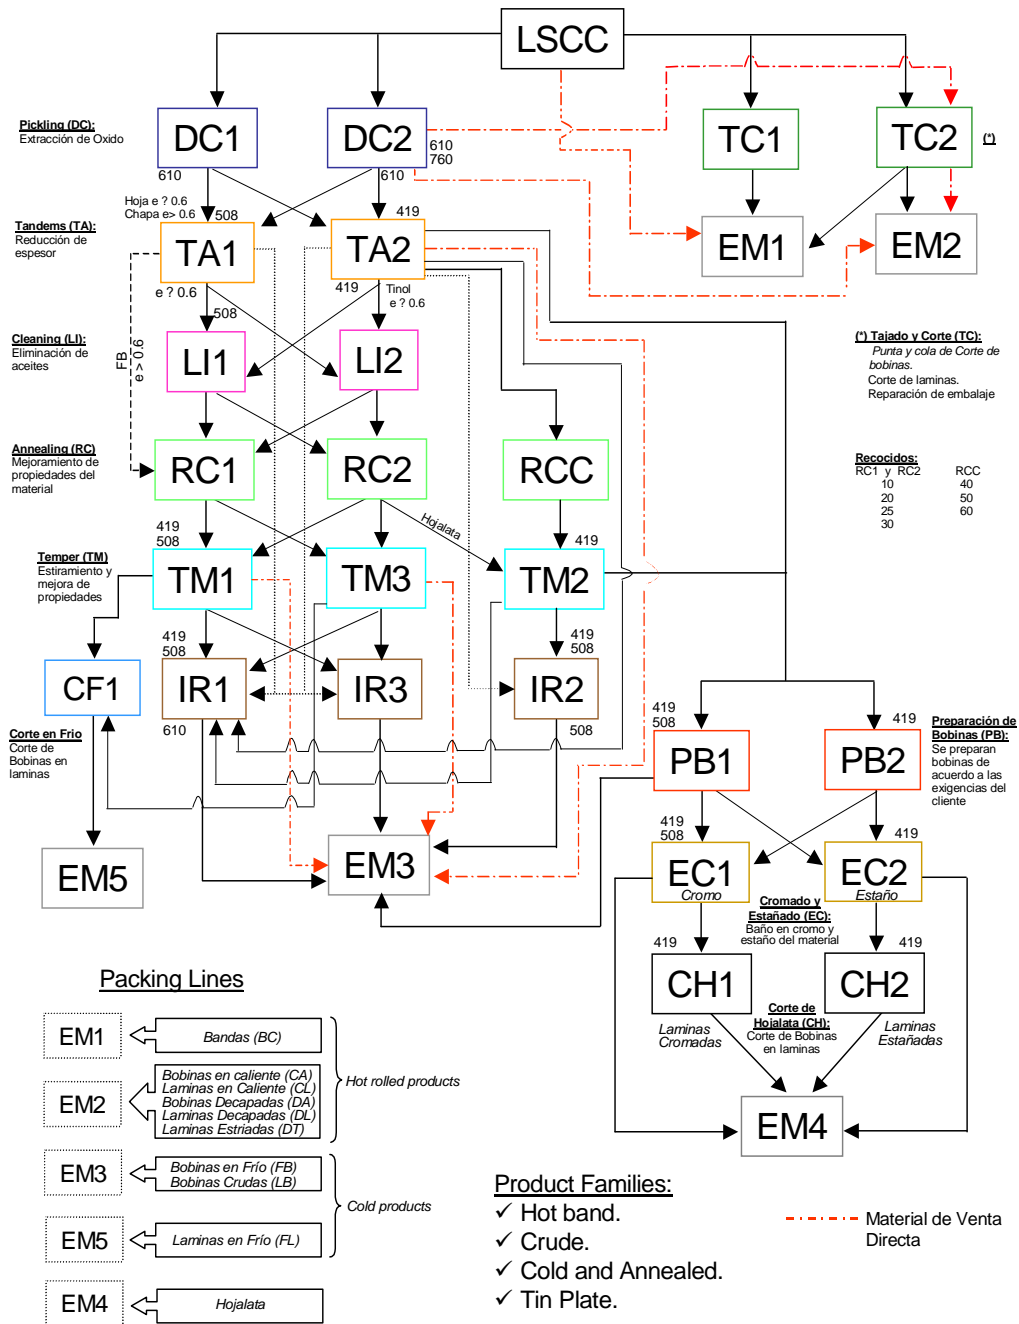 LSCC
Pickling (DC):
Extracción de Oxido
DC1
DC2
TC1
TC2
(*)
610
610
760
610
Hoja e ? 0.6
Chapa e> 0.6
508
419
Tandems (TA):
Reducción de
espesor
TA1
TA2
EM1
EM2
e ? 0.6
419
Tinol
e ? 0.6
508
Cleaning (LI):
Eliminación de
aceites
FB
e > 0.6
LI1
LI2
(*) Tajado y Corte (TC):
Punta y cola de Corte de
bobinas.
Corte de laminas.
Reparación de embalaje
Annealing (RC)
Mejoramiento de
propiedades del
material
RC1
RC2
RCC
Recocidos:
RC1 y RC2 RCC
10 40
20 50
25 60
30
Hojalata
419
508
419
Temper (TM)
Estiramiento y
mejora de
propiedades
TM1
TM3
TM2
419
508
419
508
CF1
IR1
IR3
IR2
610
508
Corte en Frio
Corte de
Bobinas en
laminas
419
508
419
PB1
PB2
Preparación de
Bobinas (PB):
Se preparan
bobinas de
acuerdo a las
exigencias del
cliente
419
508
419
EM5
EM3
EC1
Cromo
EC2
Estaño
Cromado y
Estañado (EC):
Baño en cromo y
estaño del material
419
419
CH1
CH2
Corte de
Hojalata (CH):
Corte de Bobinas
en laminas
Laminas
Cromadas
Laminas
Estañadas
EM4
Packing Lines
EM1
Bandas (BC)
EM2
Bobinas en caliente (CA)
Laminas en Caliente (CL)
Bobinas Decapadas (DA)
Laminas Decapadas (DL)
Laminas Estriadas (DT)
Hot rolled products
EM3
Bobinas en Frío (FB)
Bobinas Crudas (LB)
Cold products
EM5
Laminas en Frío (FL)
EM4
Hojalata
Product Families:
✓ Hot band.
✓ Crude.
✓ Cold and Annealed.
✓ Tin Plate.
Material de Venta
Directa